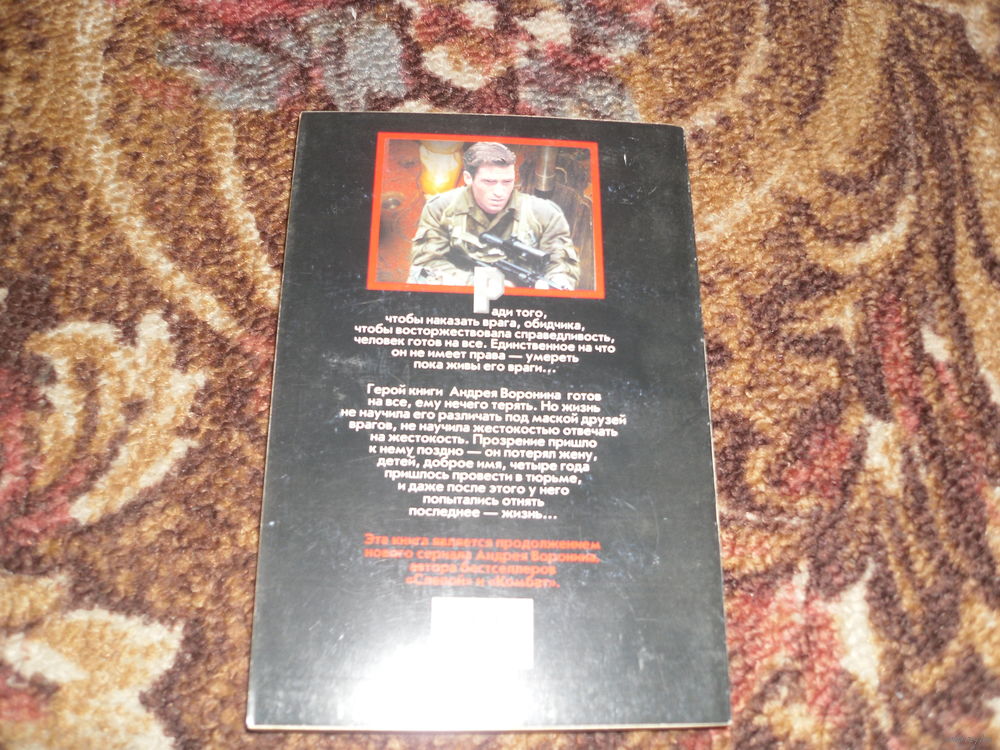 Ради того,
чтобы наказать врага, обидчика,
чтобы восторжествовала справедливость,
человек готов на все. Единственное на что
он не имеет права — умереть
пока живы его враги...
Герой книги Андрея Воронина готов
на все, ему нечего терять. Но жизнь
не научила его различать под маской друзей
врагов, не научила жестокостью отвечать
на жестокость. Прозрение пришло
к нему поздно — он потерял жену,
детей, доброе имя, четыре года
пришлось провести в тюрьме,
и даже после этого у него
попытались отнять
последнее — жизнь...
Эта книга является продолжением
нового сериала Андрея Воронина,
автора бестселлеров
«Слепой» и «Комбат».